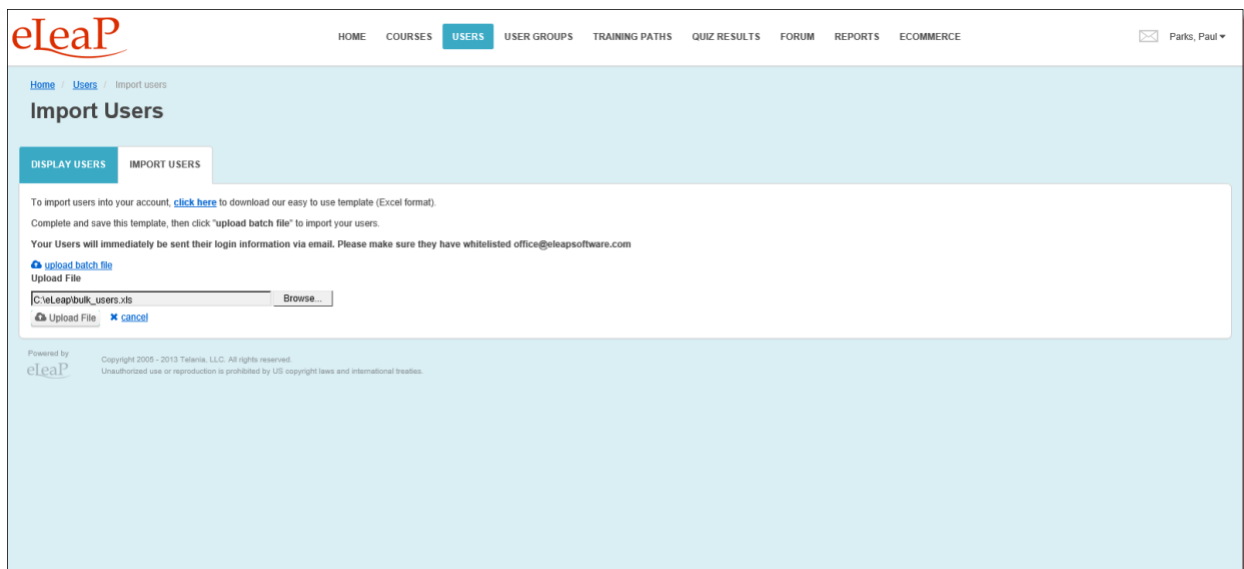 eLeaP
HOME COURSES USERS USER GROUPS TRAINING PATHS QUIZ RESULTS FORUM REPORTS ECOMMERCE
Parks, Paul
Home / Users / Import users
Import Users
DISPLAY USERS IMPORT USERS
To import users into your account, click here to download our easy to use template (Excel format).
Complete and save this template, then click "upload batch file" to import your users.
Your Users will immediately be sent their login information via email. Please make sure they have whitelisted office@eleapsoftware.com
upload batch file
Upload File
C:\eLeap\bulk_users.xls Browse...
Upload File cancel
Powered by
eLeaP
Copyright 2005 - 2013 Telania, LLC. All rights reserved.
Unauthorized use or reproduction is prohibited by US copyright laws and international treaties.